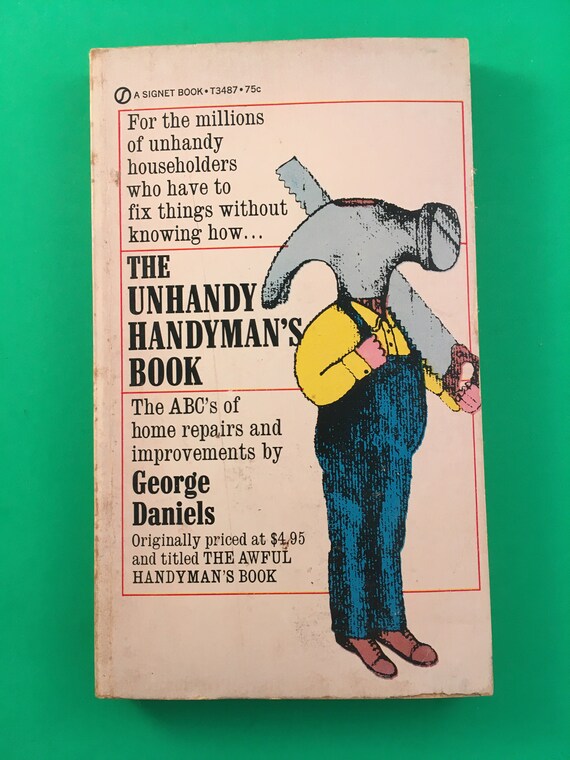 A SIGNET BOOK • T3487 • 75c
For the millions
of unhandy
householders
who have to
fix things without
knowing how...
THE
UNHANDY
HANDYMAN'S
BOOK
The ABC's of
home repairs and
improvements by
George
Daniels
Originally priced at $4.95
and titled THE AWFUL
HANDYMAN'S BOOK